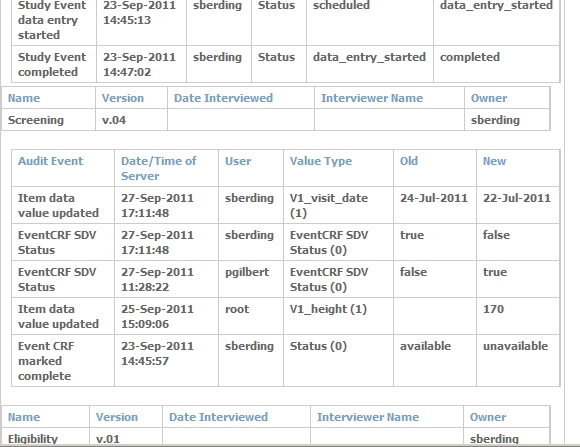 Study Event 23-Sep-2011 sberding Status scheduled data_entry_started
data entry 14:45:13
started
Study Event 23-Sep-2011 sberding Status data_entry_started completed
completed 14:47:02
Name Version Date Interviewed Interviewer Name Owner
Screening v.04 sberding
Audit Event Date/Time of User Value Type Old New
Server
Item data 27-Sep-2011 sberding V1_visit_date 24-Jul-2011 22-Jul-2011
value updated 17:11:48 (1)
EventCRF SDV 27-Sep-2011 sberding EventCRF SDV true false
Status 17:11:48 Status (0)
EventCRF SDV 27-Sep-2011 pgilbert EventCRF SDV false true
Status 11:28:22 Status (0)
Item data 25-Sep-2011 root V1_height (1) 170
value updated 15:09:06
Event CRF 23-Sep-2011 sberding Status (0) available unavailable
marked 14:45:57
complete
Name Version Date Interviewed Interviewer Name Owner
Eligibility v.01 sberding